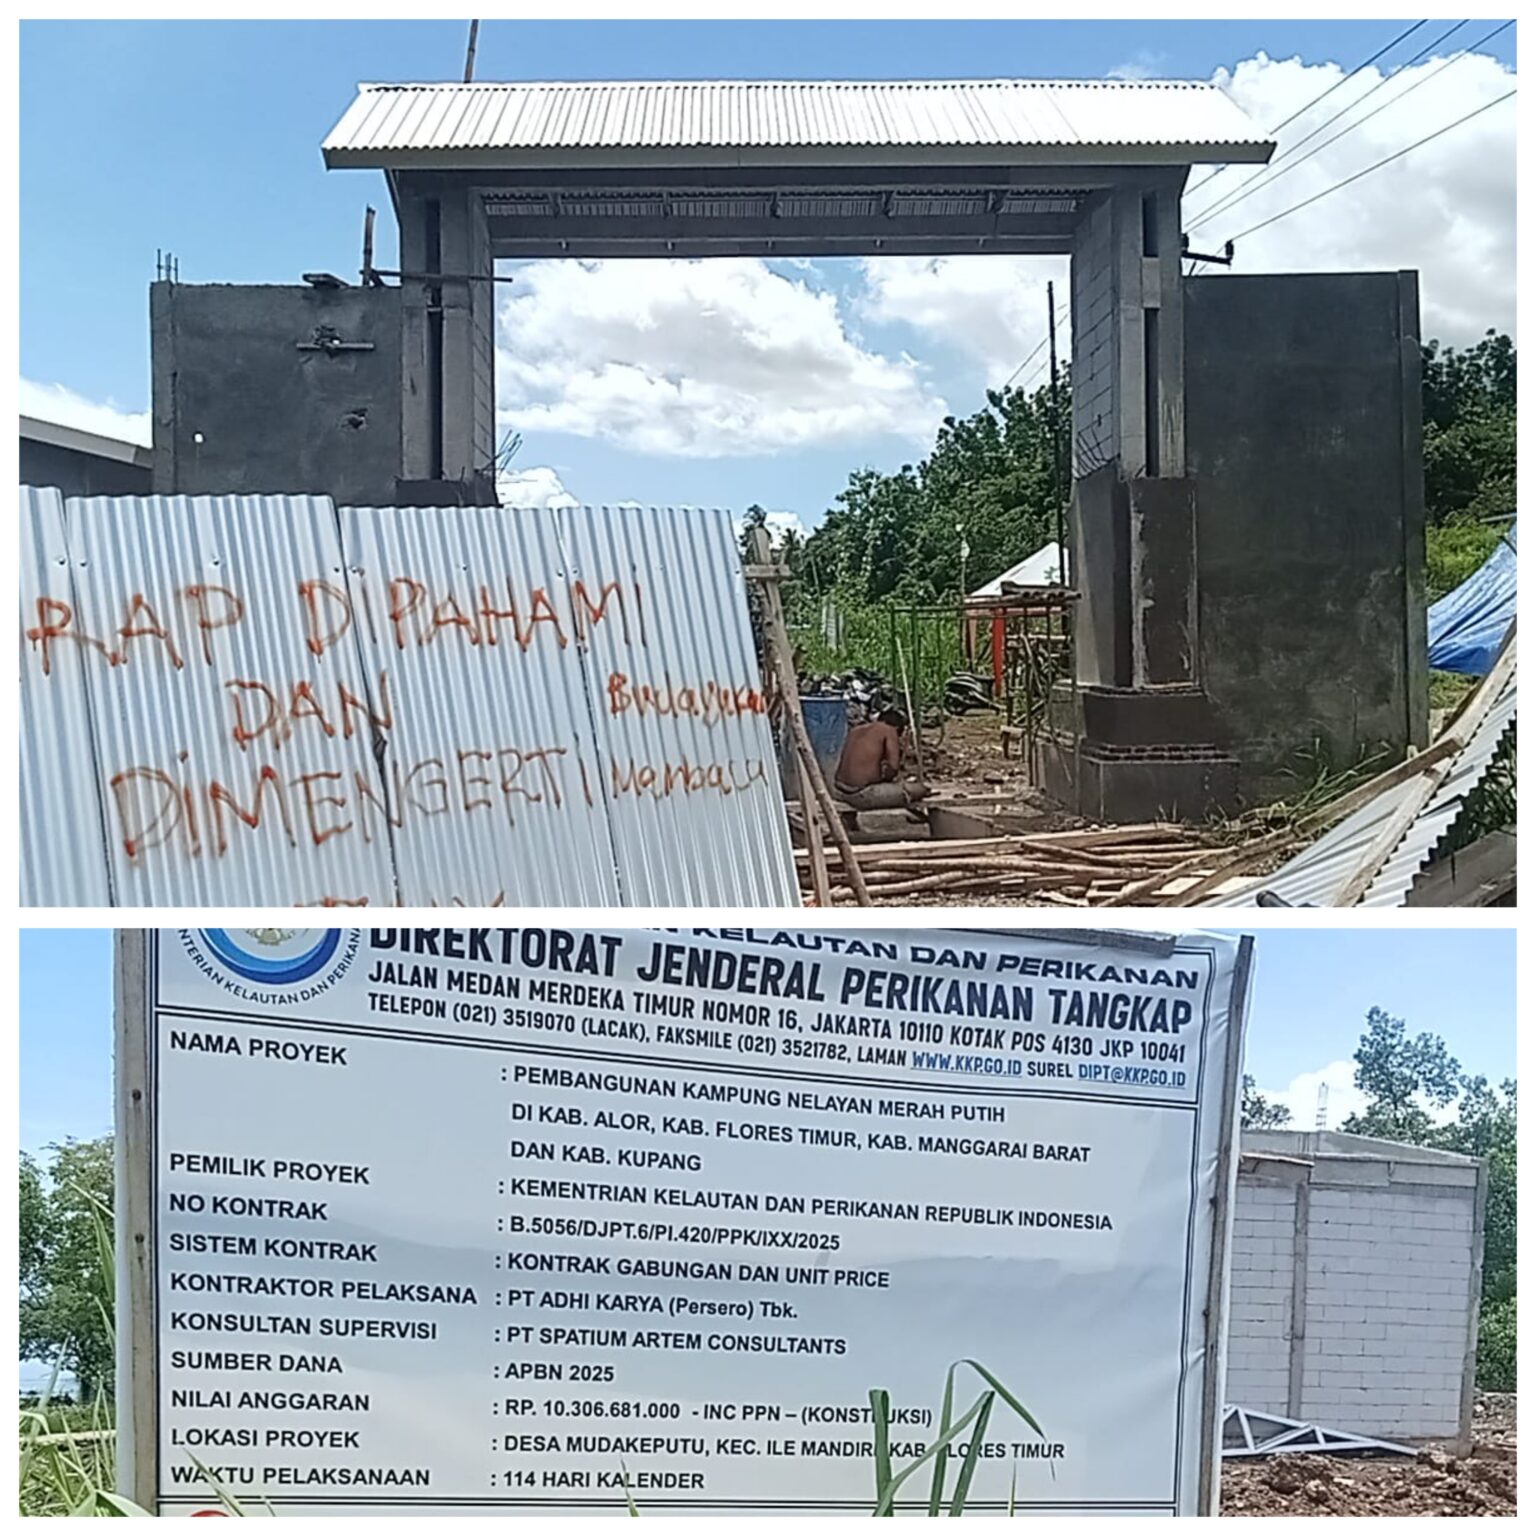 RAP DIPAHAMI
DAN
DIMENGERTI
Budayakan
Membaca
KELAUTAN DAN PERIKANAN
DIREKTORAT JENDERAL PERIKANAN TANGKAP
JALAN MEDAN MERDEKA TIMUR NOMOR 16, JAKARTA 10110 KOTAK POS 4130 JKP 10041
TELEPON (021) 3519070 (LACAK), FAKSMILE (021) 3521782, LAMAN WWW.KKP.GO.ID SUREL DIPT@KKP.GO.ID
KELAUTAN DAN PERIKANA
NAMA PROYEK : PEMBANGUNAN KAMPUNG NELAYAN MERAH PUTIH
DI KAB. ALOR, KAB. FLORES TIMUR, KAB. MANGGARAI BARAT
DAN KAB. KUPANG
PEMILIK PROYEK : KEMENTRIAN KELAUTAN DAN PERIKANAN REPUBLIK INDONESIA
NO KONTRAK : B.5056/DJPT.6/PI.420/PPK/IXX/2025
SISTEM KONTRAK : KONTRAK GABUNGAN DAN UNIT PRICE
KONTRAKTOR PELAKSANA : PT ADHI KARYA (Persero) Tbk.
KONSULTAN SUPERVISI : PT SPATIUM ARTEM CONSULTANTS
SUMBER DANA : APBN 2025
NILAI ANGGARAN : RP. 10.306.681.000 - INC PPN – (KONSTRUKSI)
LOKASI PROYEK : DESA MUDAKEPUTU, KEC. ILE MANDIRI KAB. FLORES TIMUR
WAKTU PELAKSANAAN : 114 HARI KALENDER